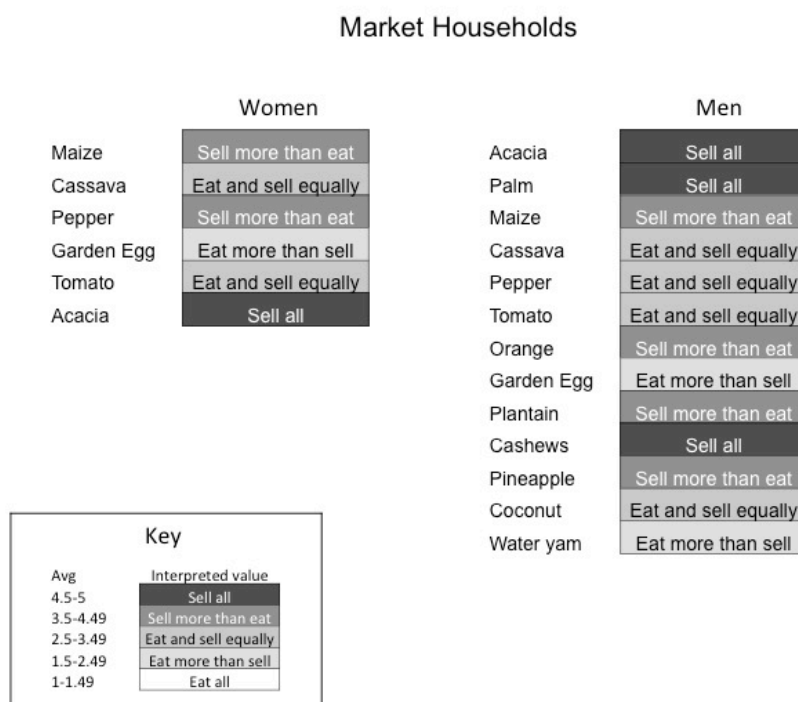 Market Households
Women
Maize Sell more than eat
Cassava Eat and sell equally
Pepper Sell more than eat
Garden Egg Eat more than sell
Tomato Eat and sell equally
Acacia Sell all
Men
Acacia Sell all
Palm Sell all
Maize Sell more than eat
Cassava Eat and sell equally
Pepper Eat and sell equally
Tomato Eat and sell equally
Orange Sell more than eat
Garden Egg Eat more than sell
Plantain Sell more than eat
Cashews Sell all
Pineapple Sell more than eat
Coconut Eat and sell equally
Water yam Eat more than sell
Key
Avg Interpreted value
4.5-5 Sell all
3.5-4.49 Sell more than eat
2.5-3.49 Eat and sell equally
1.5-2.49 Eat more than sell
1-1.49 Eat all